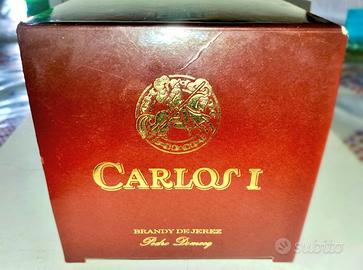 CARLOS I
BRANDY DE JEREZ
Pedro Domecq
subito